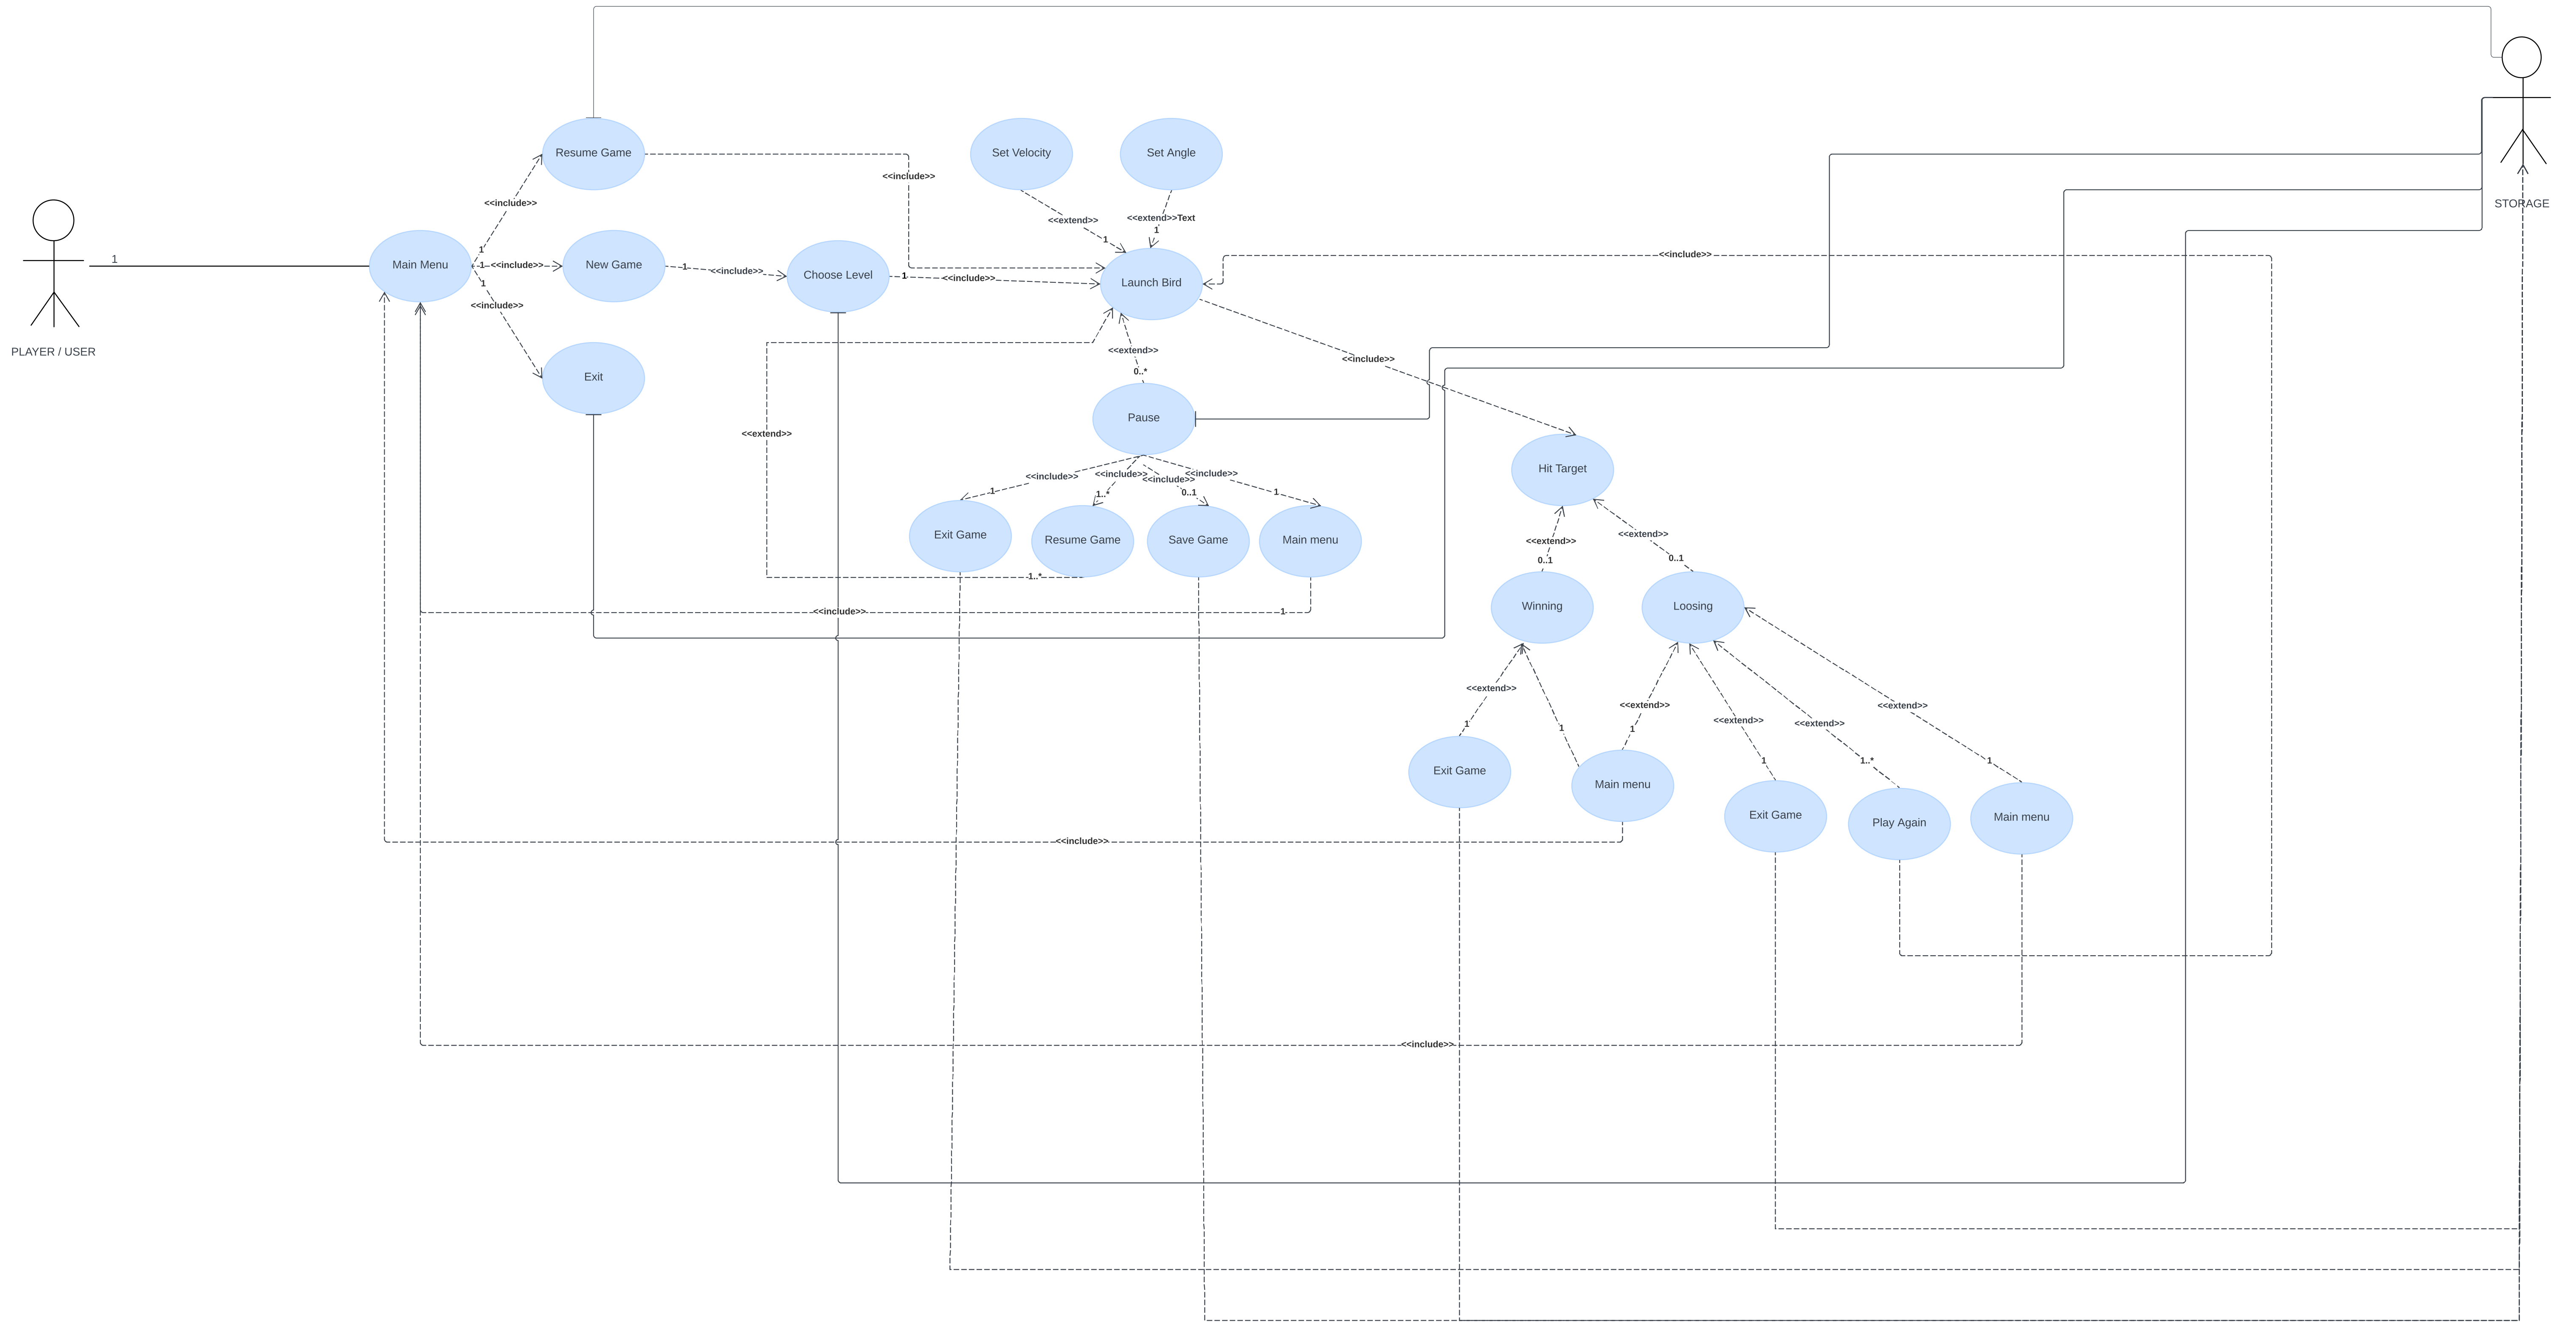 Resume Game
<<include>>
Set Velocity
Set Angle
<<include>>
STORAGE
<<extend>>
1
<<extend>>Text
1
1
PLAYER / USER
Main Menu
1
<<include>>
1
<<include>>
1
<<include>>
New Game
1
<<include>>
Choose Level
1
<<include>>
Launch Bird
<<include>>
Exit
<<extend>>
0..*
<<include>>
Pause
<<extend>>
Hit Target
<<include>>
1
<<include>>
1..*
<<include>>
0..1
<<include>>
1
Exit Game
Resume Game
Save Game
Main menu
1..*
<<include>>
1
<<extend>>
0..1
<<extend>>
0..1
Winning
Loosing
<<extend>>
1
1
<<extend>>
1
<<extend>>
1
<<extend>>
1..*
<<extend>>
1
Exit Game
Main menu
Exit Game
Play Again
Main menu
<<include>>
<<include>>